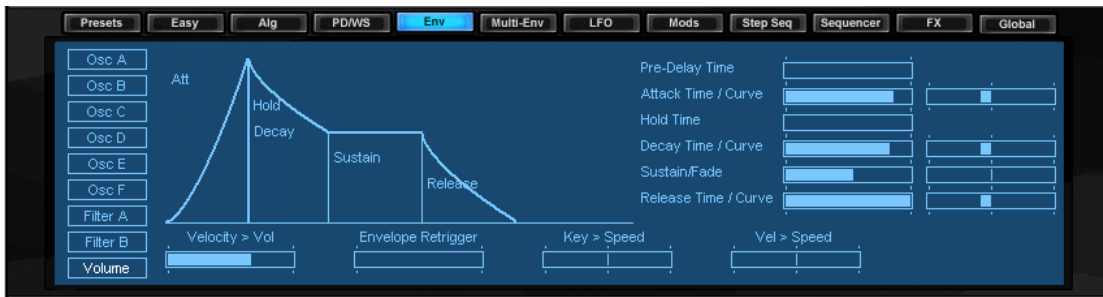 Presets Easy Alg PD/WS Env Multi-Env LFO Mods Step Seq Sequencer FX Global
Osc A
Osc B
Osc C
Osc D
Osc E
Osc F
Filter A
Filter B
Volume
Att
Hold
Decay
Sustain
Release
Pre-Delay Time
Attack Time / Curve
Hold Time
Decay Time / Curve
Sustain/Fade
Release Time / Curve
Velocity > Vol Envelope Retrigger Key > Speed Vel > Speed